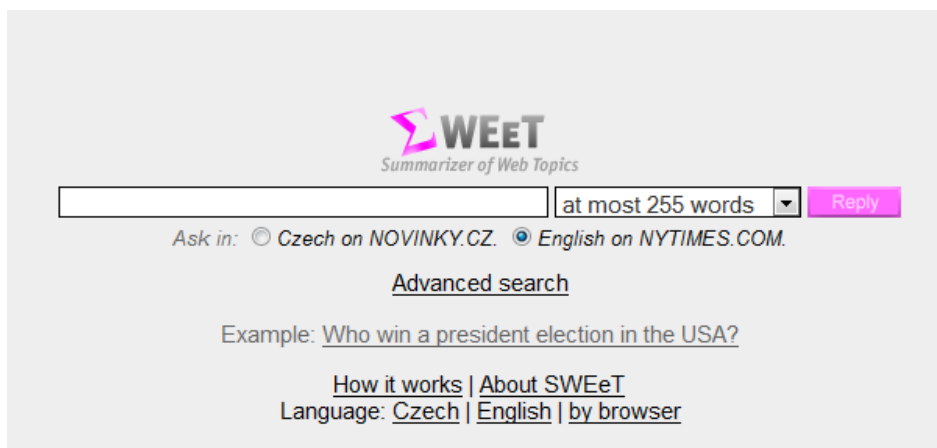 ΣWEeT
Summarizer of Web Topics
at most 255 words Reply
Ask in: Czech on NOVINKY.CZ. English on NYTIMES.COM.
Advanced search
Example: Who win a president election in the USA?
How it works | About SWEeT
Language: Czech | English | by browser